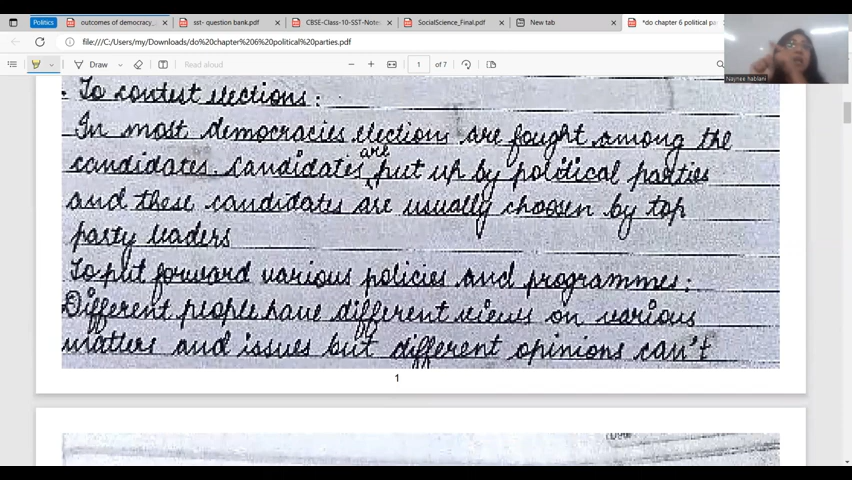 Politics
outcomes of democracy_
sst- question bank.pdf
CBSE-Class-10-SST-Notes
SocialScience_Final.pdf
New tab
*do chapter 6 political pa
file:///C:/Users/my/Downloads/do%20chapter%206%20political%20parties.pdf
Draw
Read aloud
1 of 7
Naynee hablani
. To contest elections :
In most democracies elections are fought among the
candidates. Candidates are put up by political parties
and these candidates are usually choosen by top
party leaders
To put forward various policies and programmes :
Different people have different views on various
matters and issues but different opinions can't
1